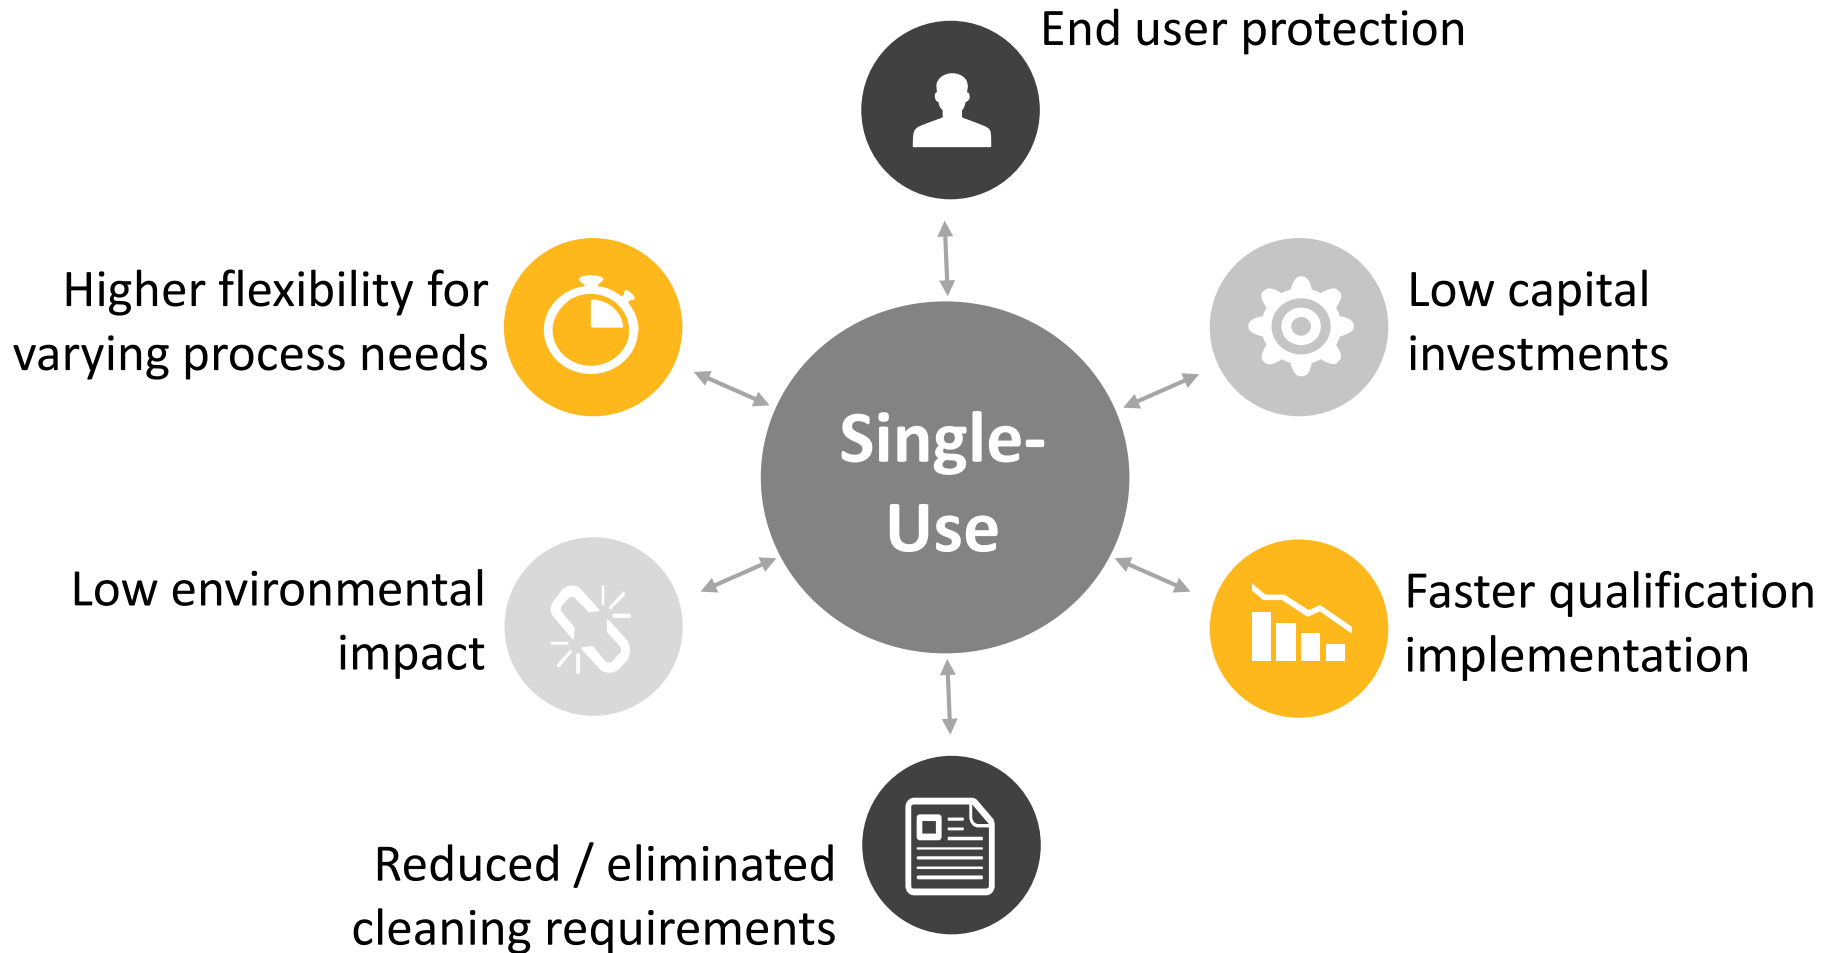 End user protection
Higher flexibility for
varying process needs
Low capital
investments
Single-
Use
Low environmental
impact
Faster qualification
implementation
Reduced / eliminated
cleaning requirements